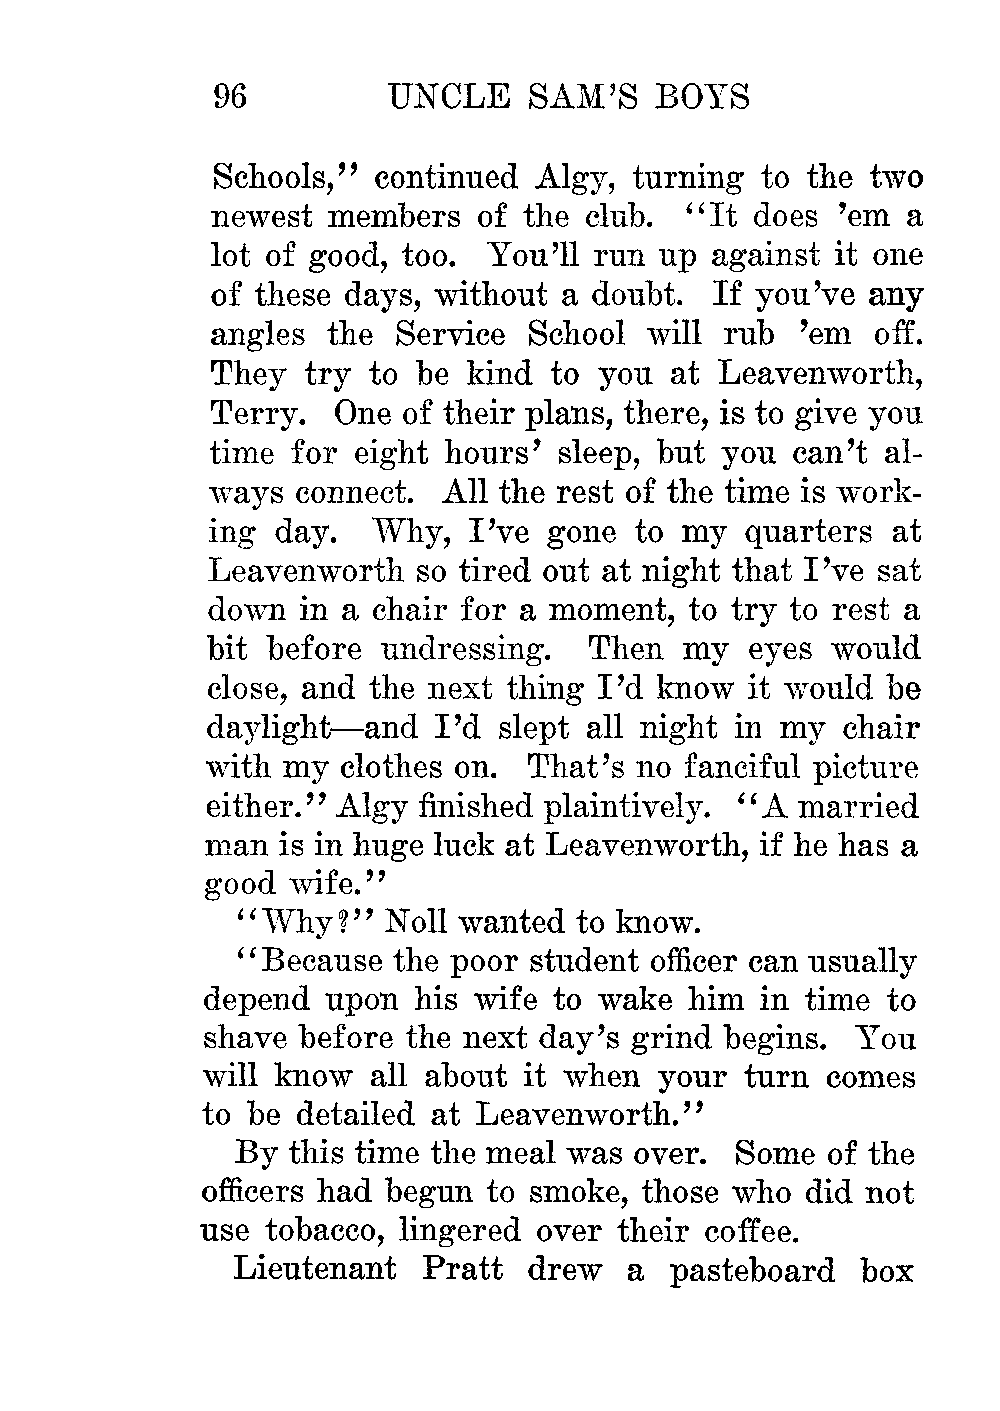 96 UNCLE SAM'S BOYS
Schools," continued Algy, turning to the two
newest members of the club. "It does 'em a
lot of good, too. You'll run up against it one
of these days, without a doubt. If you've any
angles the Service School will rub 'em off.
They try to be kind to you at Leavenworth,
Terry. One of their plans, there, is to give you
time for eight hours' sleep, but you can't al-
ways connect. All the rest of the time is work-
ing day. Why, I've gone to my quarters at
Leavenworth so tired out at night that I've sat
down in a chair for a moment, to try to rest a
bit before undressing. Then my eyes would
close, and the next thing I'd know it would be
daylight—and I'd slept all night in my chair
with my clothes on. That's no fanciful picture
either." Algy finished plaintively. "A married
man is in huge luck at Leavenworth, if he has a
good wife."
"Why?" Noll wanted to know.
"Because the poor student officer can usually
depend upon his wife to wake him in time to
shave before the next day's grind begins. You
will know all about it when your turn comes
to be detailed at Leavenworth."
By this time the meal was over. Some of the
officers had begun to smoke, those who did not
use tobacco, lingered over their coffee.
Lieutenant Pratt drew a pasteboard box